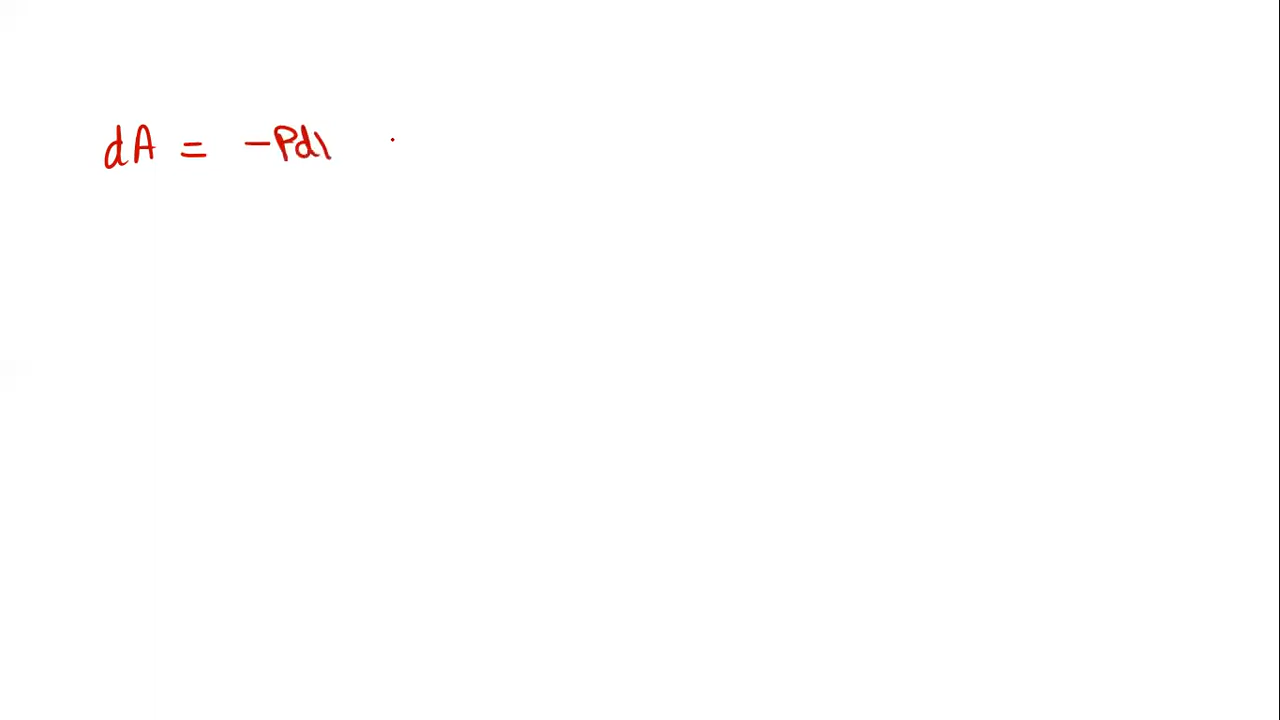 dA = -Pd\